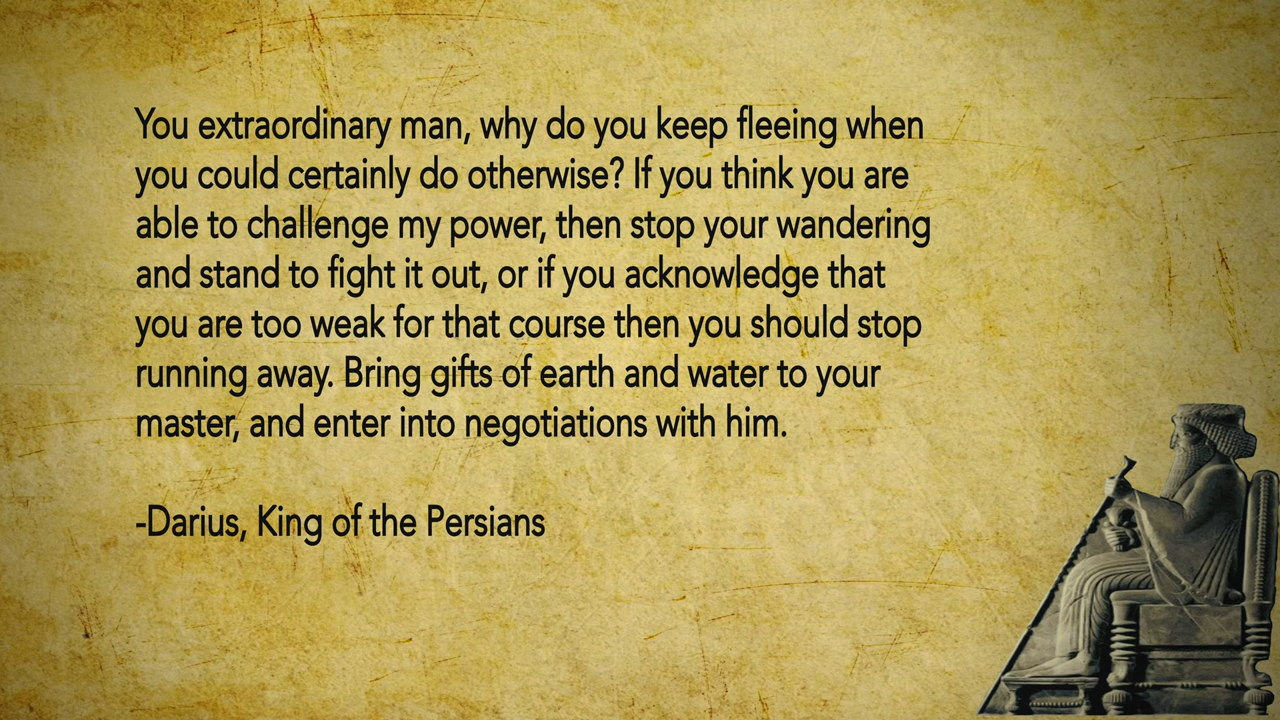 You extraordinary man, why do you keep fleeing when
you could certainly do otherwise? If you think you are
able to challenge my power, then stop your wandering
and stand to fight it out, or if you acknowledge that
you are too weak for that course then you should stop
running away. Bring gifts of earth and water to your
master, and enter into negotiations with him.
-Darius, King of the Persians